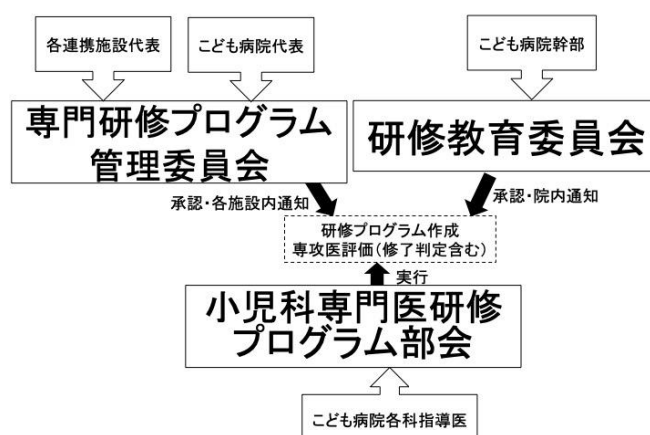 各連携施設代表
こども病院代表
こども病院幹部
専門研修プログラム
管理委員会
研修教育委員会
承認・各施設内通知
承認・院内通知
研修プログラム作成
専攻医評価(修了判定含む)
実行
小児科専門医研修
プログラム部会
こども病院各科指導医